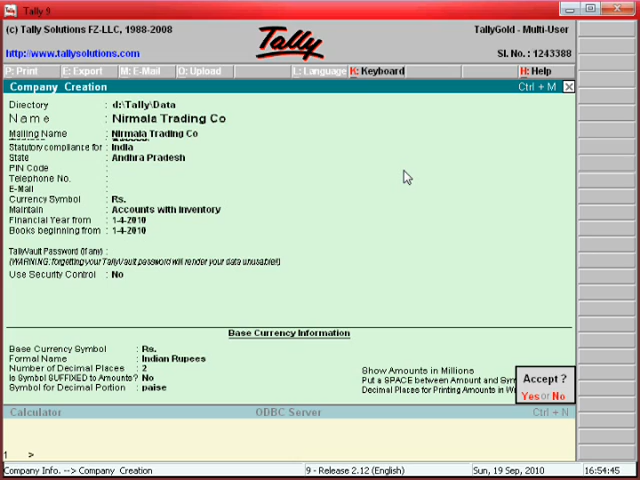 Tally 9
(c) Tally Solutions FZ-LLC, 1988-2008
TallyGold - Multi-User
Tally
http://www.tallysolutions.com
Sl. No. : 1243388
P: Print E: Export M: E-Mail O: Upload L: Language K: Keyboard H: Help
Company Creation Ctrl + M
Directory : d:\Tally\Data
Name : Nirmala Trading Co
Mailing Name : Nirmala Trading Co
Statutory compliance for : India
State : Andhra Pradesh
PIN Code :
Telephone No. :
E-Mail :
Currency Symbol : Rs.
Maintain : Accounts with Inventory
Financial Year from : 1-4-2010
Books beginning from : 1-4-2010
TallyVault Password (if any) :
(WARNING: forgetting your TallyVault password will render your data unusable!!)
Use Security Control : No
Base Currency Information
Base Currency Symbol : Rs.
Formal Name : Indian Rupees
Number of Decimal Places : 2
Is Symbol SUFFIXED to Amounts? : No
Symbol for Decimal Portion : paise
Show Amounts in Millions
Put a SPACE between Amount and Sym
Decimal Places for Printing Amounts in W
Accept ?
Yes or No
Calculator ODBC Server Ctrl + N
1 >
Company Info. --> Company Creation 9 - Release 2.12 (English) Sun, 19 Sep, 2010 16:54:45